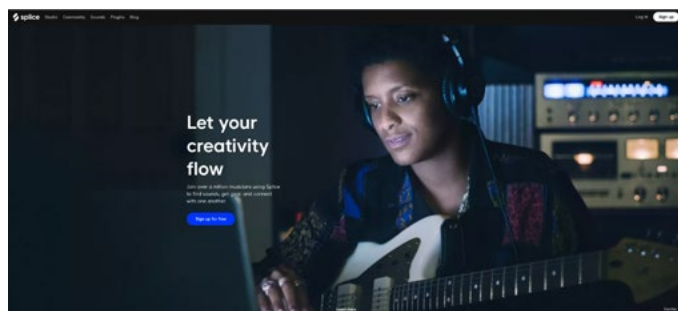 splice
Studio Community Sounds Plugins Blog
Log in
Sign up
Let your
creativity
flow
Join over a million musicians using Splice
to find sounds, get gear, and connect
with one another.
Sign up for free